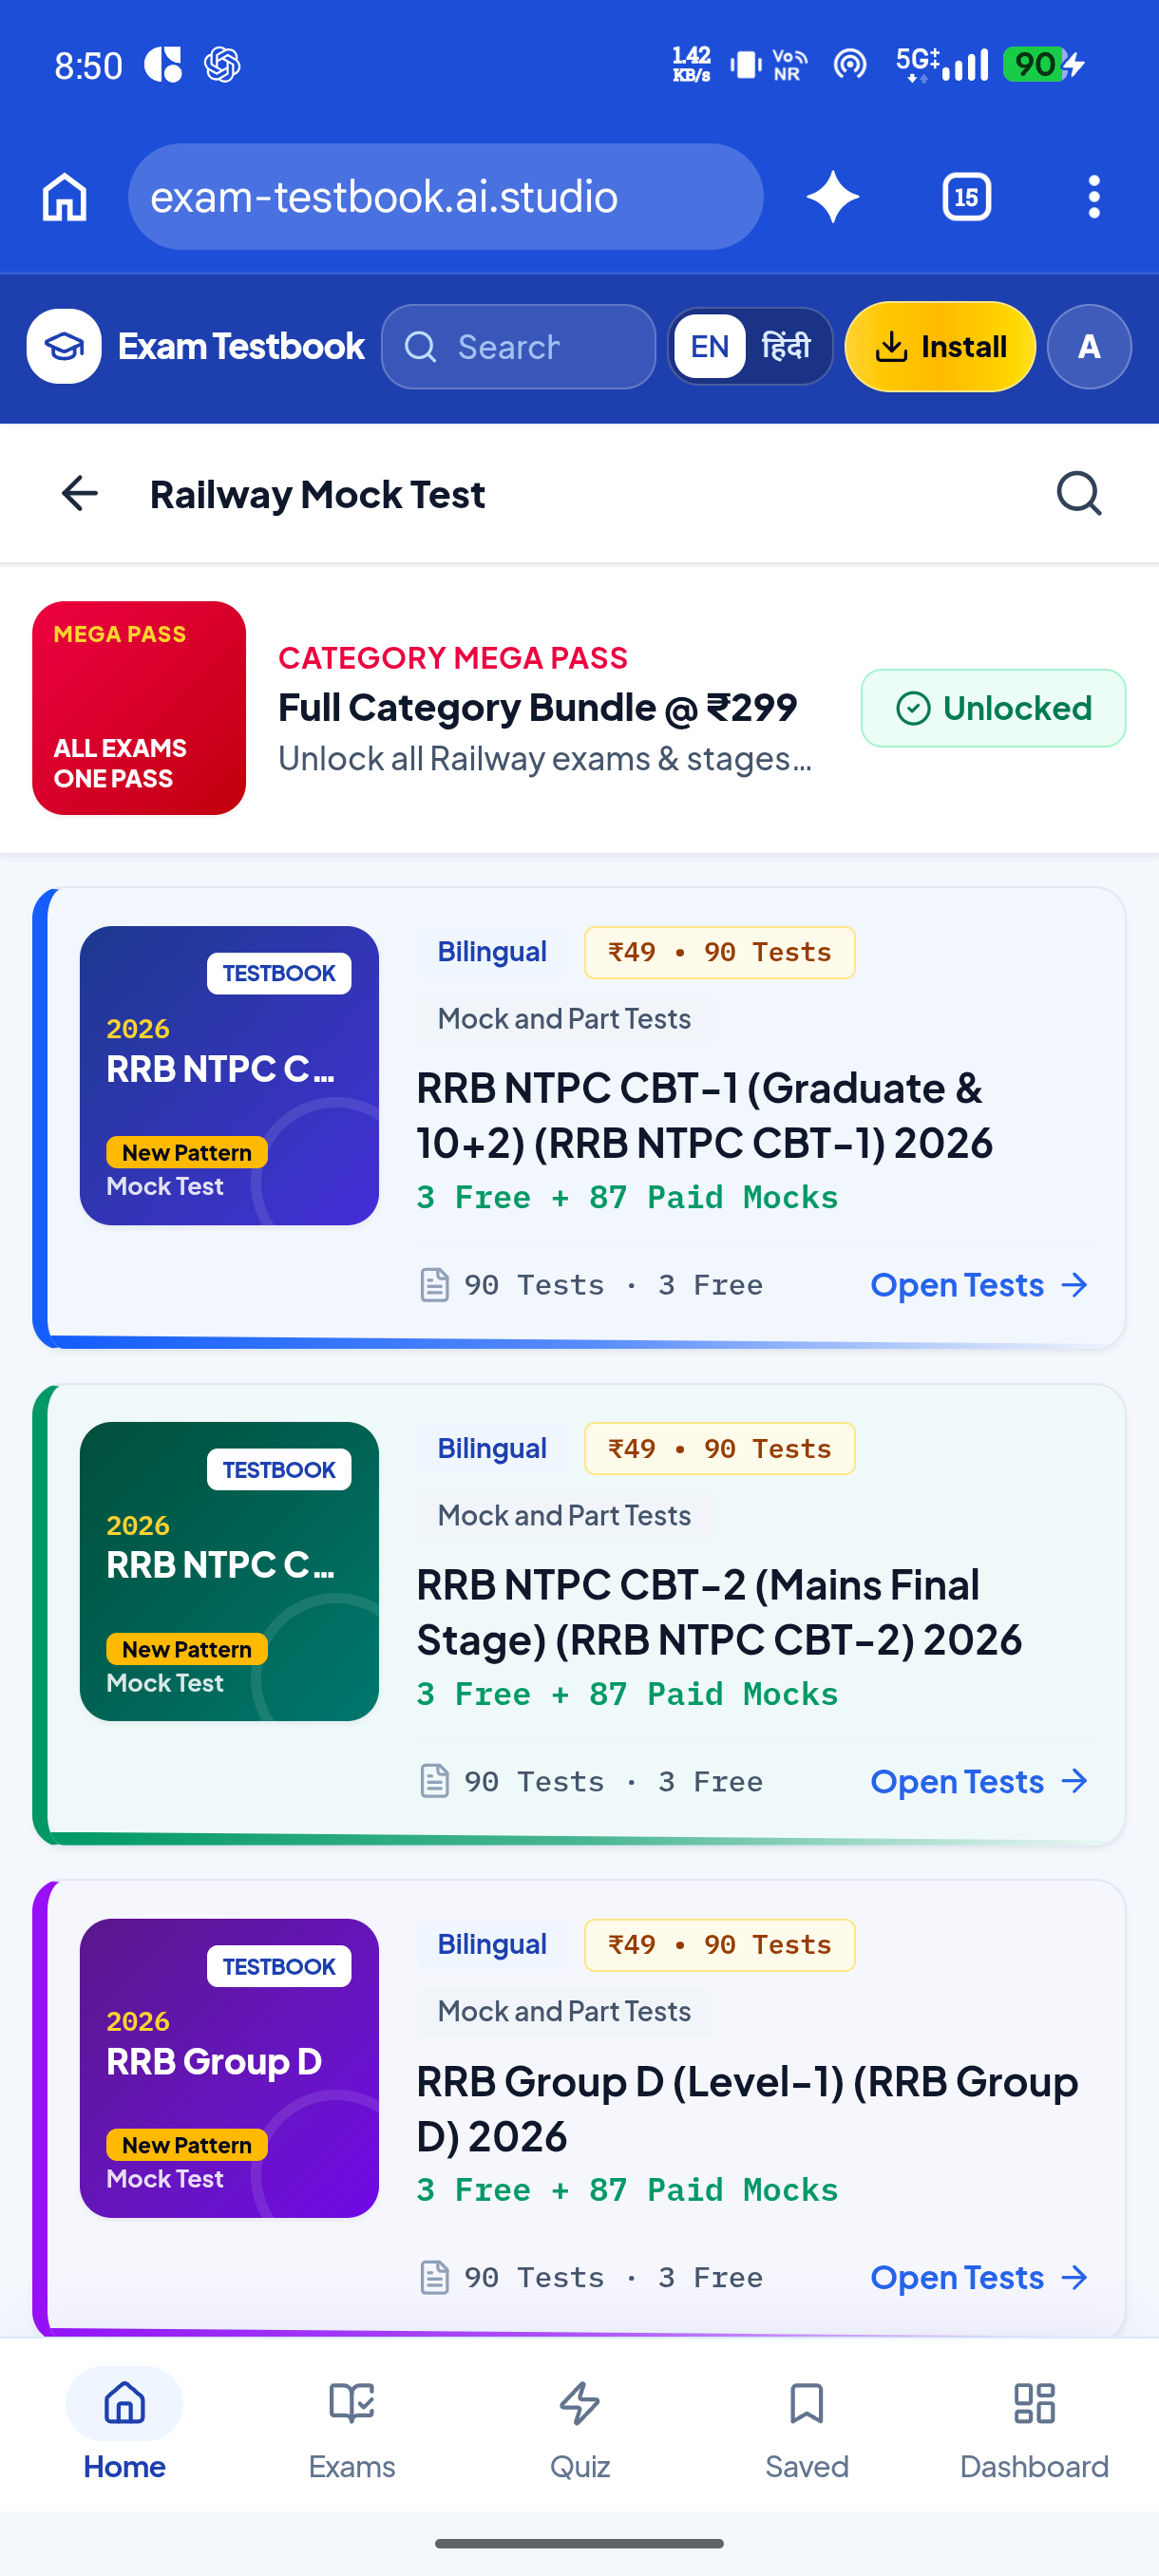 8:50
1.42 KB/s
Vo NR
5G
90
exam-testbook.ai.studio
15
Exam Testbook
Search
EN
हिंदी
Install
A
Railway Mock Test
MEGA PASS
ALL EXAMS
ONE PASS
CATEGORY MEGA PASS
Full Category Bundle @ ₹299
Unlock all Railway exams & stages...
Unlocked
TESTBOOK
2026
RRB NTPC C...
New Pattern
Mock Test
Bilingual
₹49 • 90 Tests
Mock and Part Tests
RRB NTPC CBT-1 (Graduate &
10+2) (RRB NTPC CBT-1) 2026
3 Free + 87 Paid Mocks
90 Tests · 3 Free
Open Tests →
TESTBOOK
2026
RRB NTPC C...
New Pattern
Mock Test
Bilingual
₹49 • 90 Tests
Mock and Part Tests
RRB NTPC CBT-2 (Mains Final
Stage) (RRB NTPC CBT-2) 2026
3 Free + 87 Paid Mocks
90 Tests · 3 Free
Open Tests →
TESTBOOK
2026
RRB Group D
New Pattern
Mock Test
Bilingual
₹49 • 90 Tests
Mock and Part Tests
RRB Group D (Level-1) (RRB Group
D) 2026
3 Free + 87 Paid Mocks
90 Tests · 3 Free
Open Tests →
Home
Exams
Quiz
Saved
Dashboard